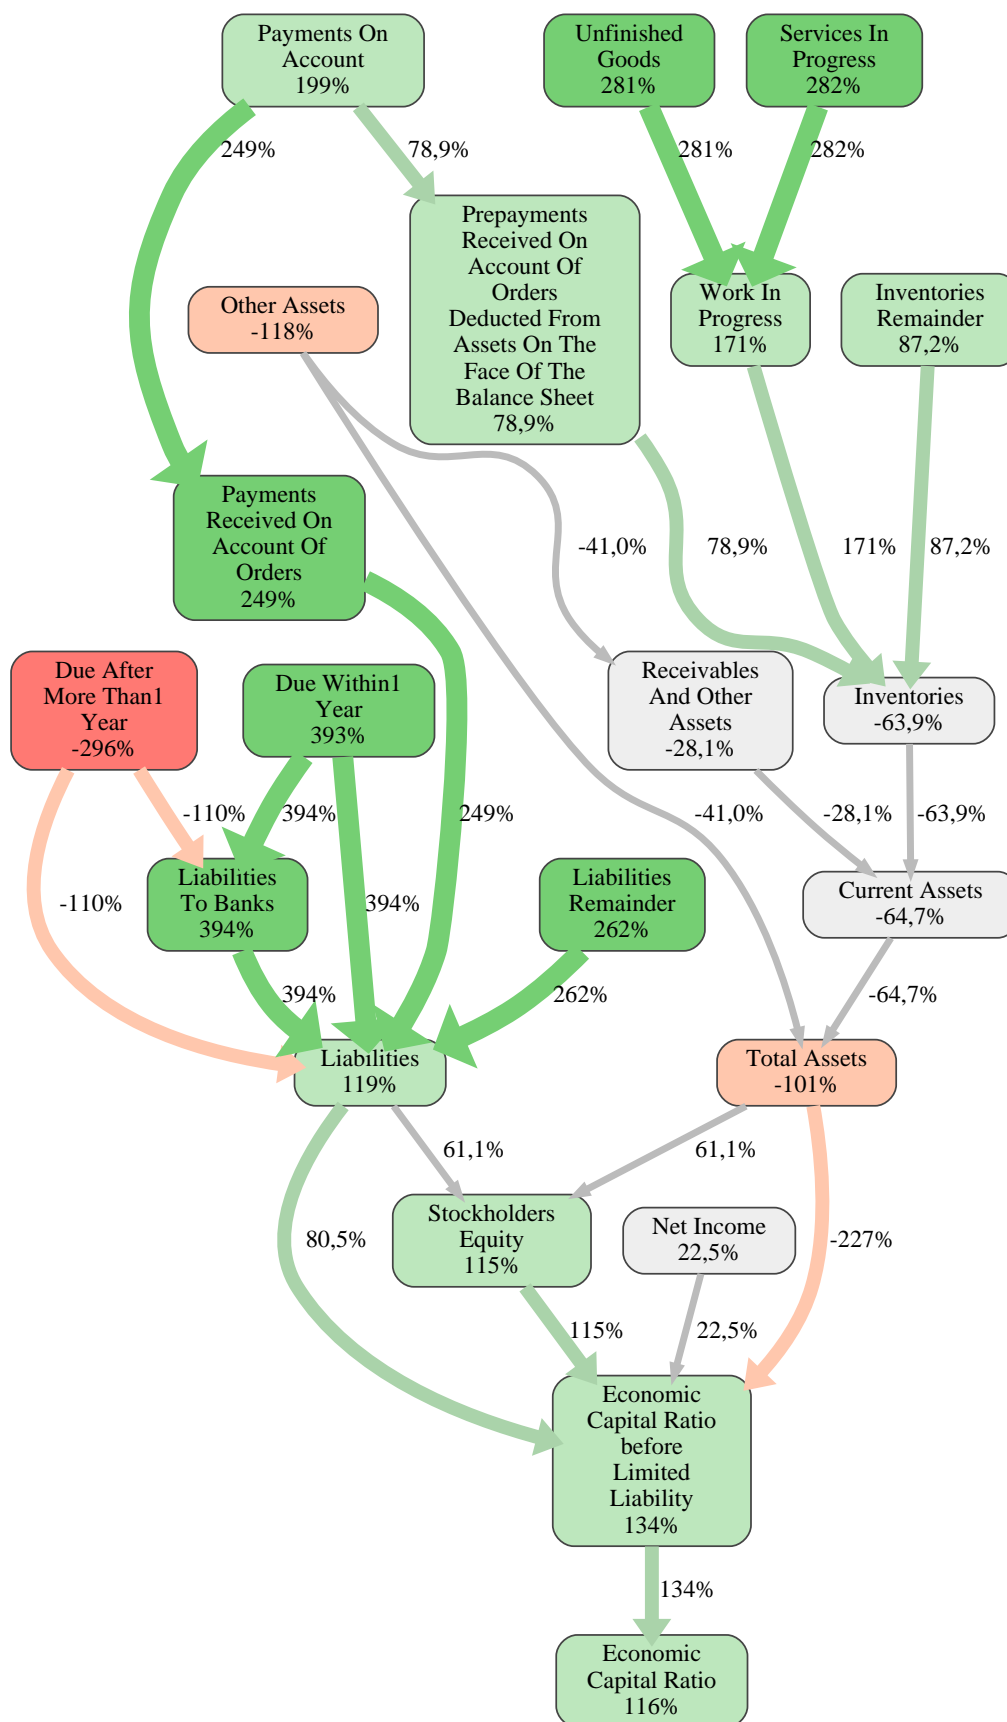 Payments On
Account
199%
Unfinished
Goods
281%
Services In
Progress
282%
249%
78,9%
281%
282%
Prepayments
Received On
Account Of
Orders
Deducted From
Assets On The
Face Of The
Balance Sheet
78,9%
Other Assets
-118%
Work In
Progress
171%
Inventories
Remainder
87,2%
Payments
Received On
Account Of
Orders
249%
-41,0%
78,9%
171%
87,2%
Due After
More Than1
Year
-296%
Due Within1
Year
393%
Receivables
And Other
Assets
-28,1%
Inventories
-63,9%
-110%
394%
249%
-41,0%
-28,1%
-63,9%
-110%
Liabilities
To Banks
394%
394%
Liabilities
Remainder
262%
Current Assets
-64,7%
394%
262%
-64,7%
Liabilities
119%
Total Assets
-101%
61,1%
61,1%
80,5%
Stockholders
Equity
115%
Net Income
22,5%
-227%
115%
22,5%
Economic
Capital Ratio
before
Limited
Liability
134%
134%
Economic
Capital Ratio
116%